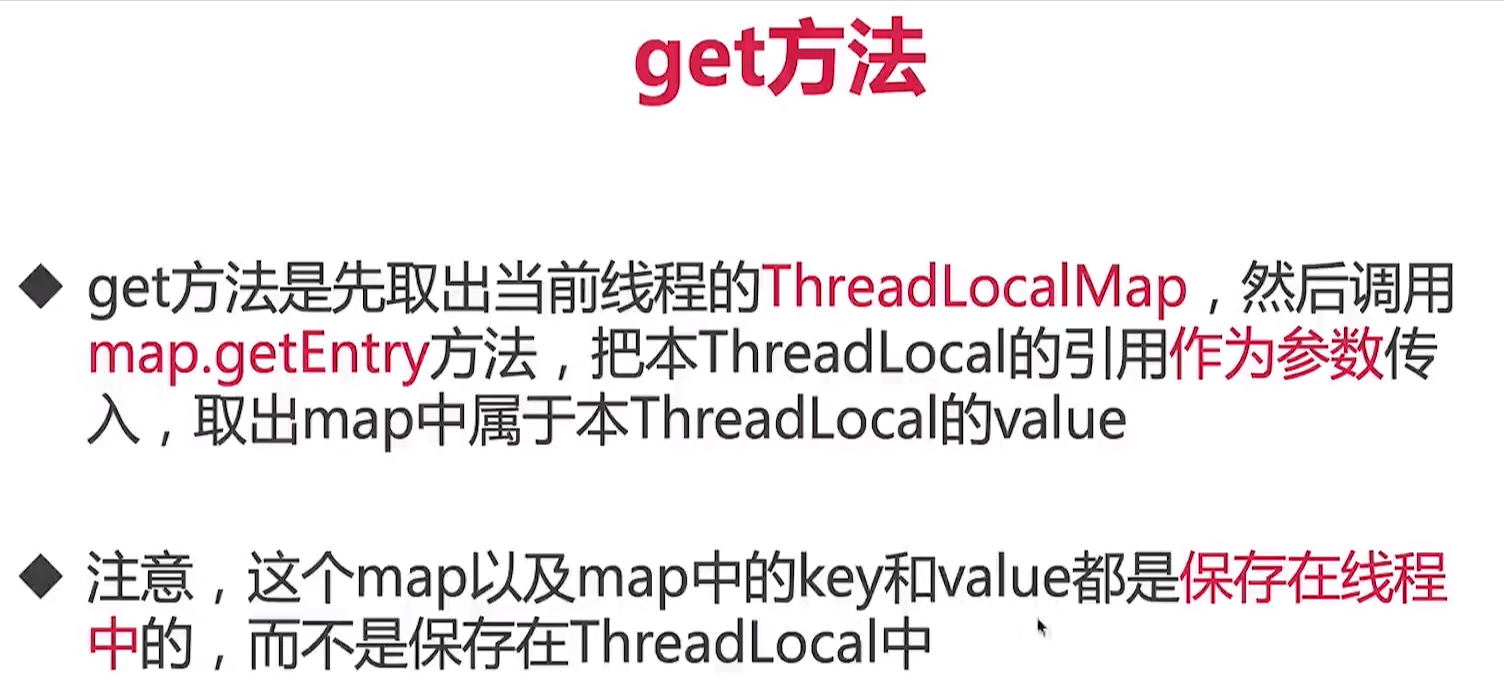 get方法
◆ get方法是先取出当前线程的ThreadLocalMap，然后调用
map.getEntry方法，把本ThreadLocal的引用作为参数传
入，取出map中属于本ThreadLocal的value
◆ 注意，这个map以及map中的key和value都是保存在线程
中的，而不是保存在ThreadLocal中